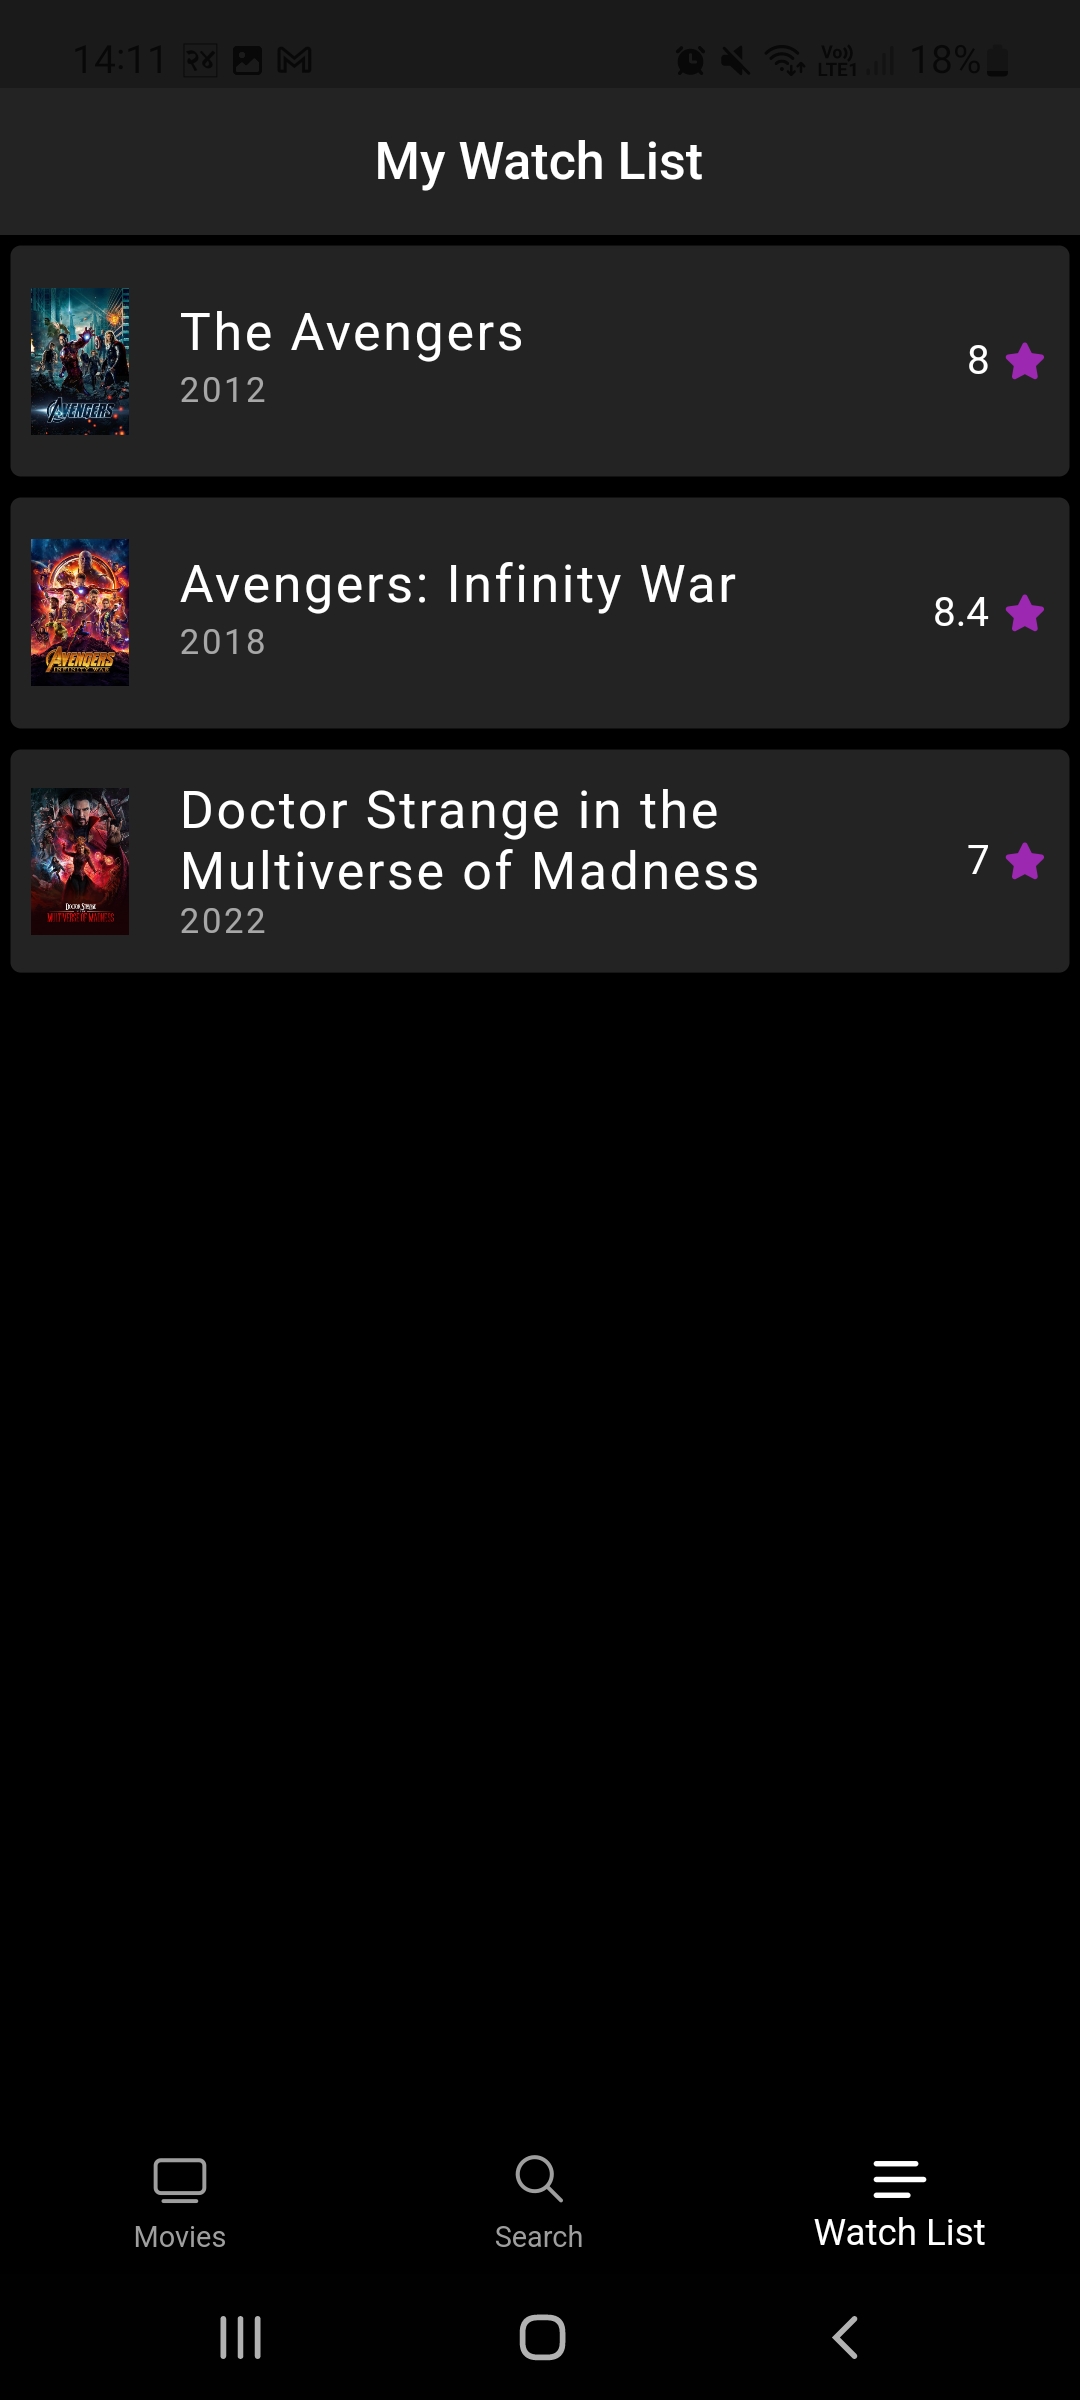 14:11 २४ 18%
Vo)) LTE1
My Watch List
The Avengers
2012
8
AVENGERS
Avengers: Infinity War
2018
8.4
AVENGERS
INFINITY WAR
Doctor Strange in the
Multiverse of Madness
2022
7
DOCTOR STRANGE
MULTIVERSE OF MADNESS
Movies
Search
Watch List